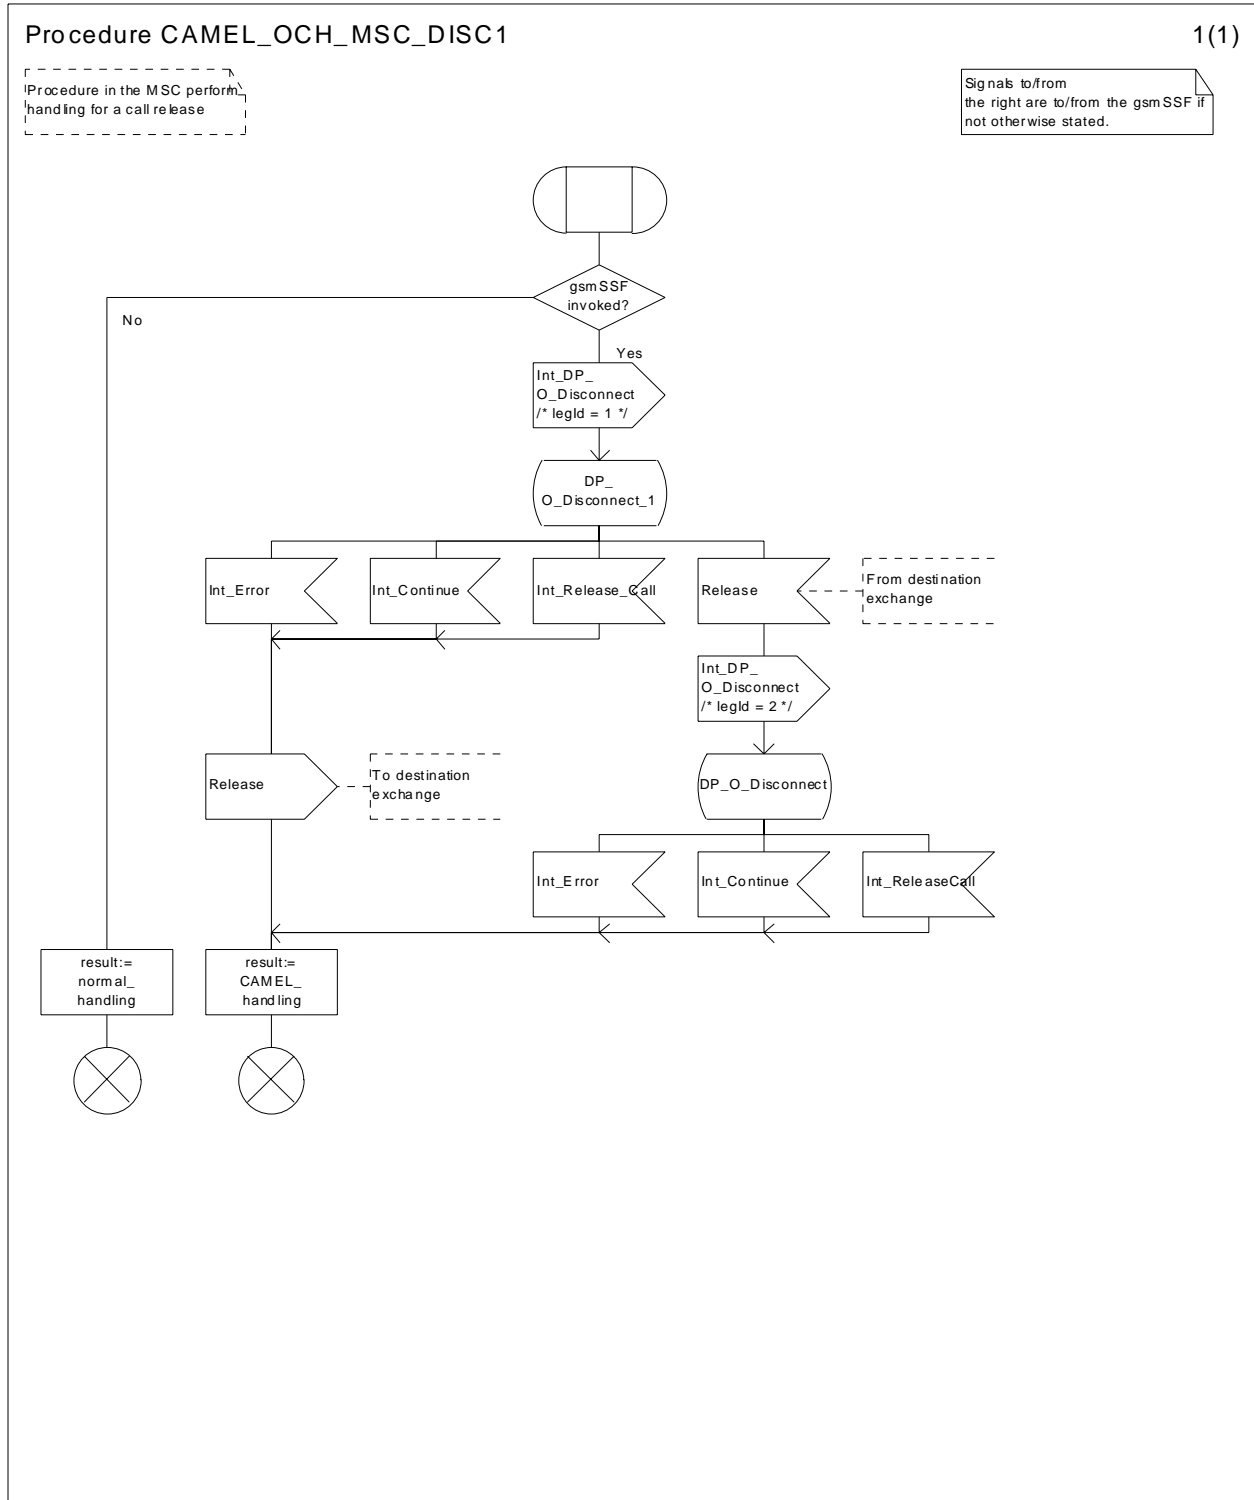 Procedure CAMEL_OCH_MSC_DISC1
1(1)
Procedure in the MSC perform
handling for a call release
Signals to/from
the right are to/from the gsmSSF if
not otherwise stated.
gsmSSF
invoked?
No
Yes
Int_DP_
O_Disconnect
/* legId = 1 */
DP_
O_Disconnect_1
Int_Error
Int_Continue
Int_Release_Call
Release
From destination
exchange
Int_DP_
O_Disconnect
/* legId = 2 */
Release
To destination
exchange
DP_O_Disconnect
Int_Error
Int_Continue
Int_ReleaseCall
result:=
normal_
handling
result:=
CAMEL_
handling